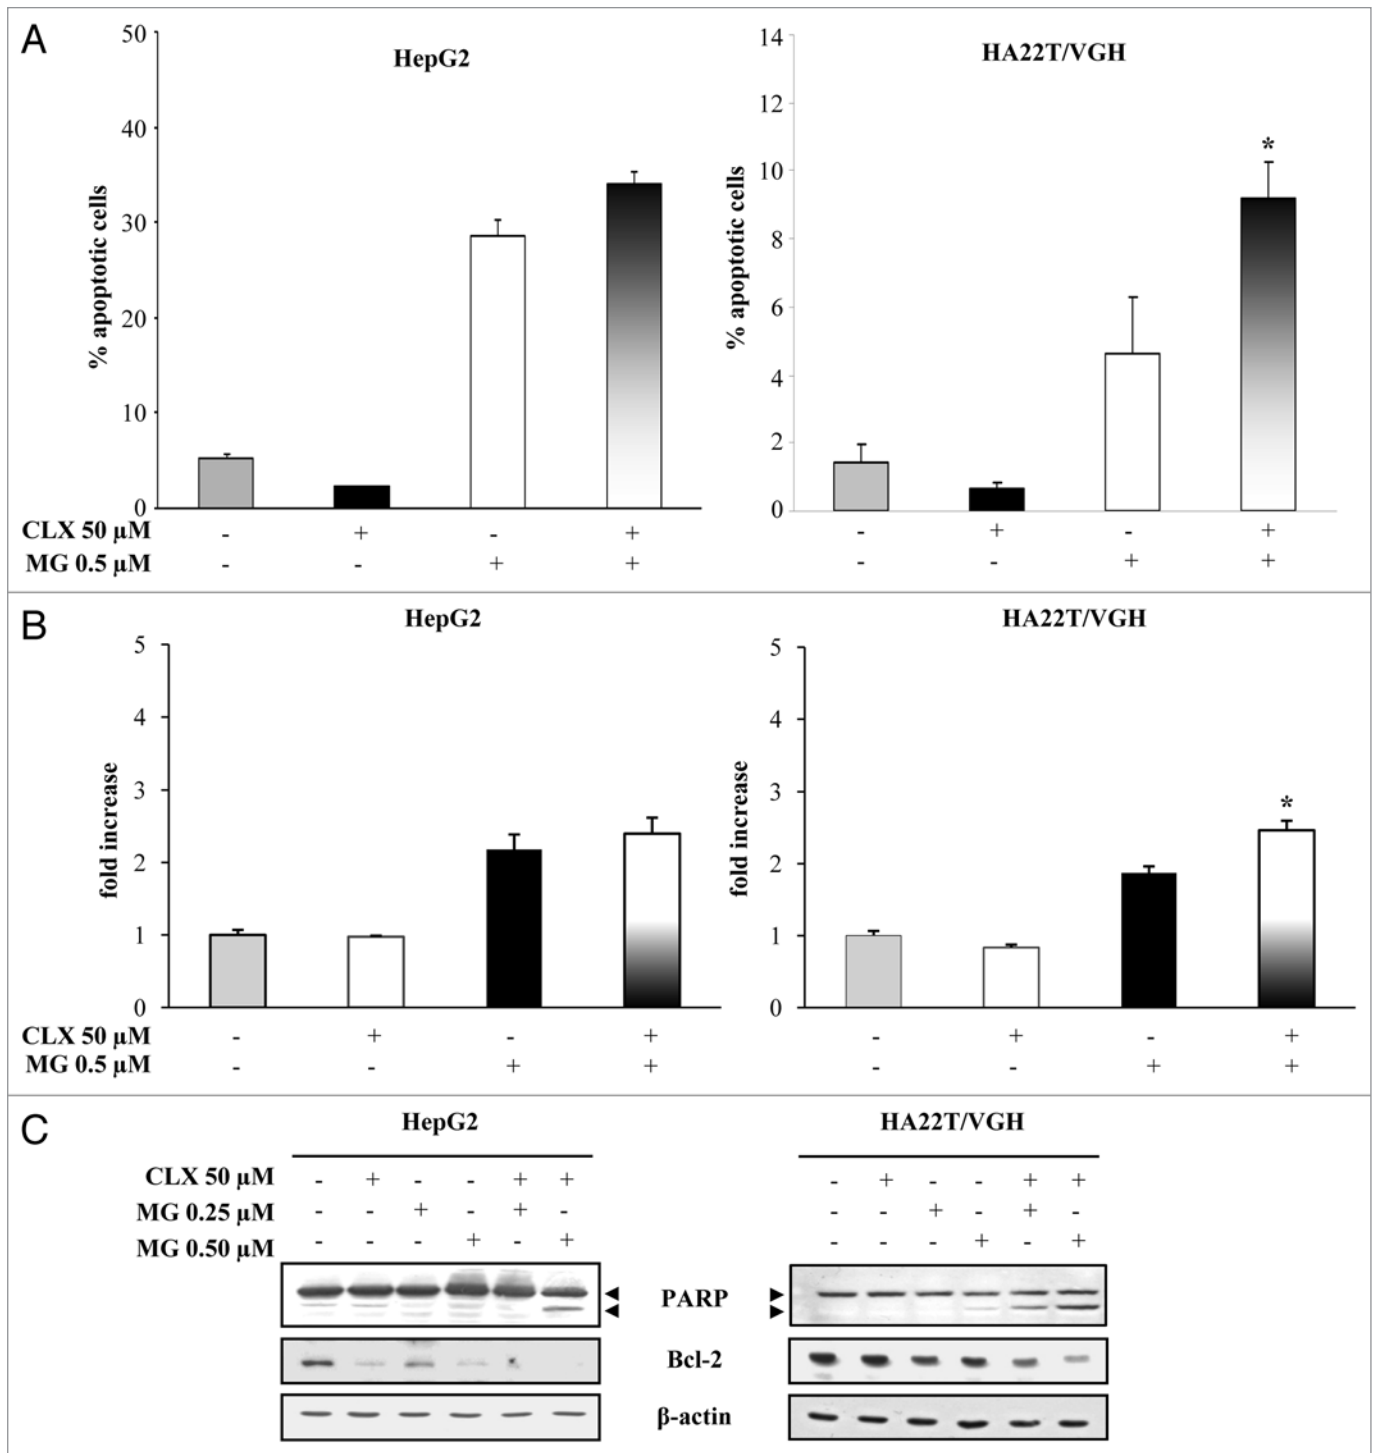 A
HepG2
HA22T/VGH
% apoptotic cells
50
40
30
20
10
0
% apoptotic cells
14
12
10
8
6
4
2
0
*
CLX 50 µM - + - + - + - +
MG 0.5 µM - - + + - - + +
B
HepG2
HA22T/VGH
fold increase
5
4
3
2
1
0
fold increase
5
4
3
2
1
0
*
CLX 50 µM - + - + - + - +
MG 0.5 µM - - + + - - + +
C
HepG2
HA22T/VGH
CLX 50 µM - + - - + + - + - - + +
MG 0.25 µM - - + - + - - - + - + -
MG 0.50 µM - - - + - + - - - + - +
PARP
Bcl-2
β-actin